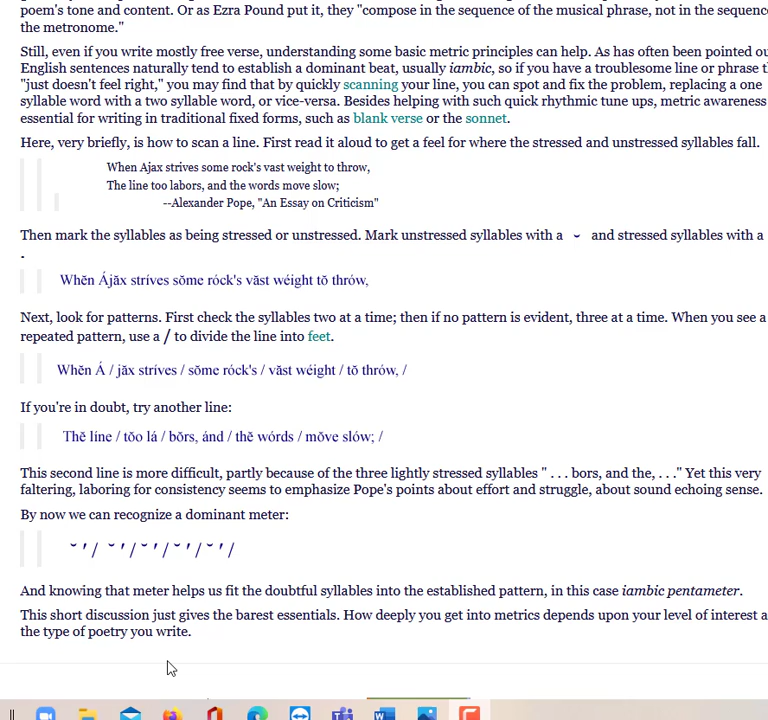 poem's tone and content. Or as Ezra Pound put it, they "compose in the sequence of the musical phrase, not in the sequenc
the metronome."
Still, even if you write mostly free verse, understanding some basic metric principles can help. As has often been pointed ou
English sentences naturally tend to establish a dominant beat, usually iambic, so if you have a troublesome line or phrase t
"just doesn't feel right," you may find that by quickly scanning your line, you can spot and fix the problem, replacing a one
syllable word with a two syllable word, or vice-versa. Besides helping with such quick rhythmic tune ups, metric awareness
essential for writing in traditional fixed forms, such as blank verse or the sonnet.
Here, very briefly, is how to scan a line. First read it aloud to get a feel for where the stressed and unstressed syllables fall.
When Ajax strives some rock's vast weight to throw,
The line too labors, and the words move slow;
--Alexander Pope, "An Essay on Criticism"
Then mark the syllables as being stressed or unstressed. Mark unstressed syllables with a ˘ and stressed syllables with a
.
Whĕn Ájăx stríves sŏme róck's văst wéight tŏ thrów,
Next, look for patterns. First check the syllables two at a time; then if no pattern is evident, three at a time. When you see a
repeated pattern, use a / to divide the line into feet.
Whĕn Á / jăx stríves / sŏme róck's / văst wéight / tŏ thrów, /
If you're in doubt, try another line:
Thĕ líne / tŏo lá / bŏrs, ánd / thĕ wórds / mŏve slów; /
This second line is more difficult, partly because of the three lightly stressed syllables " . . . bors, and the, . . ." Yet this very
faltering, laboring for consistency seems to emphasize Pope's points about effort and struggle, about sound echoing sense.
By now we can recognize a dominant meter:
˘ ′ / ˘ ′ / ˘ ′ / ˘ ′ / ˘ ′ /
And knowing that meter helps us fit the doubtful syllables into the established pattern, in this case iambic pentameter.
This short discussion just gives the barest essentials. How deeply you get into metrics depends upon your level of interest a
the type of poetry you write.